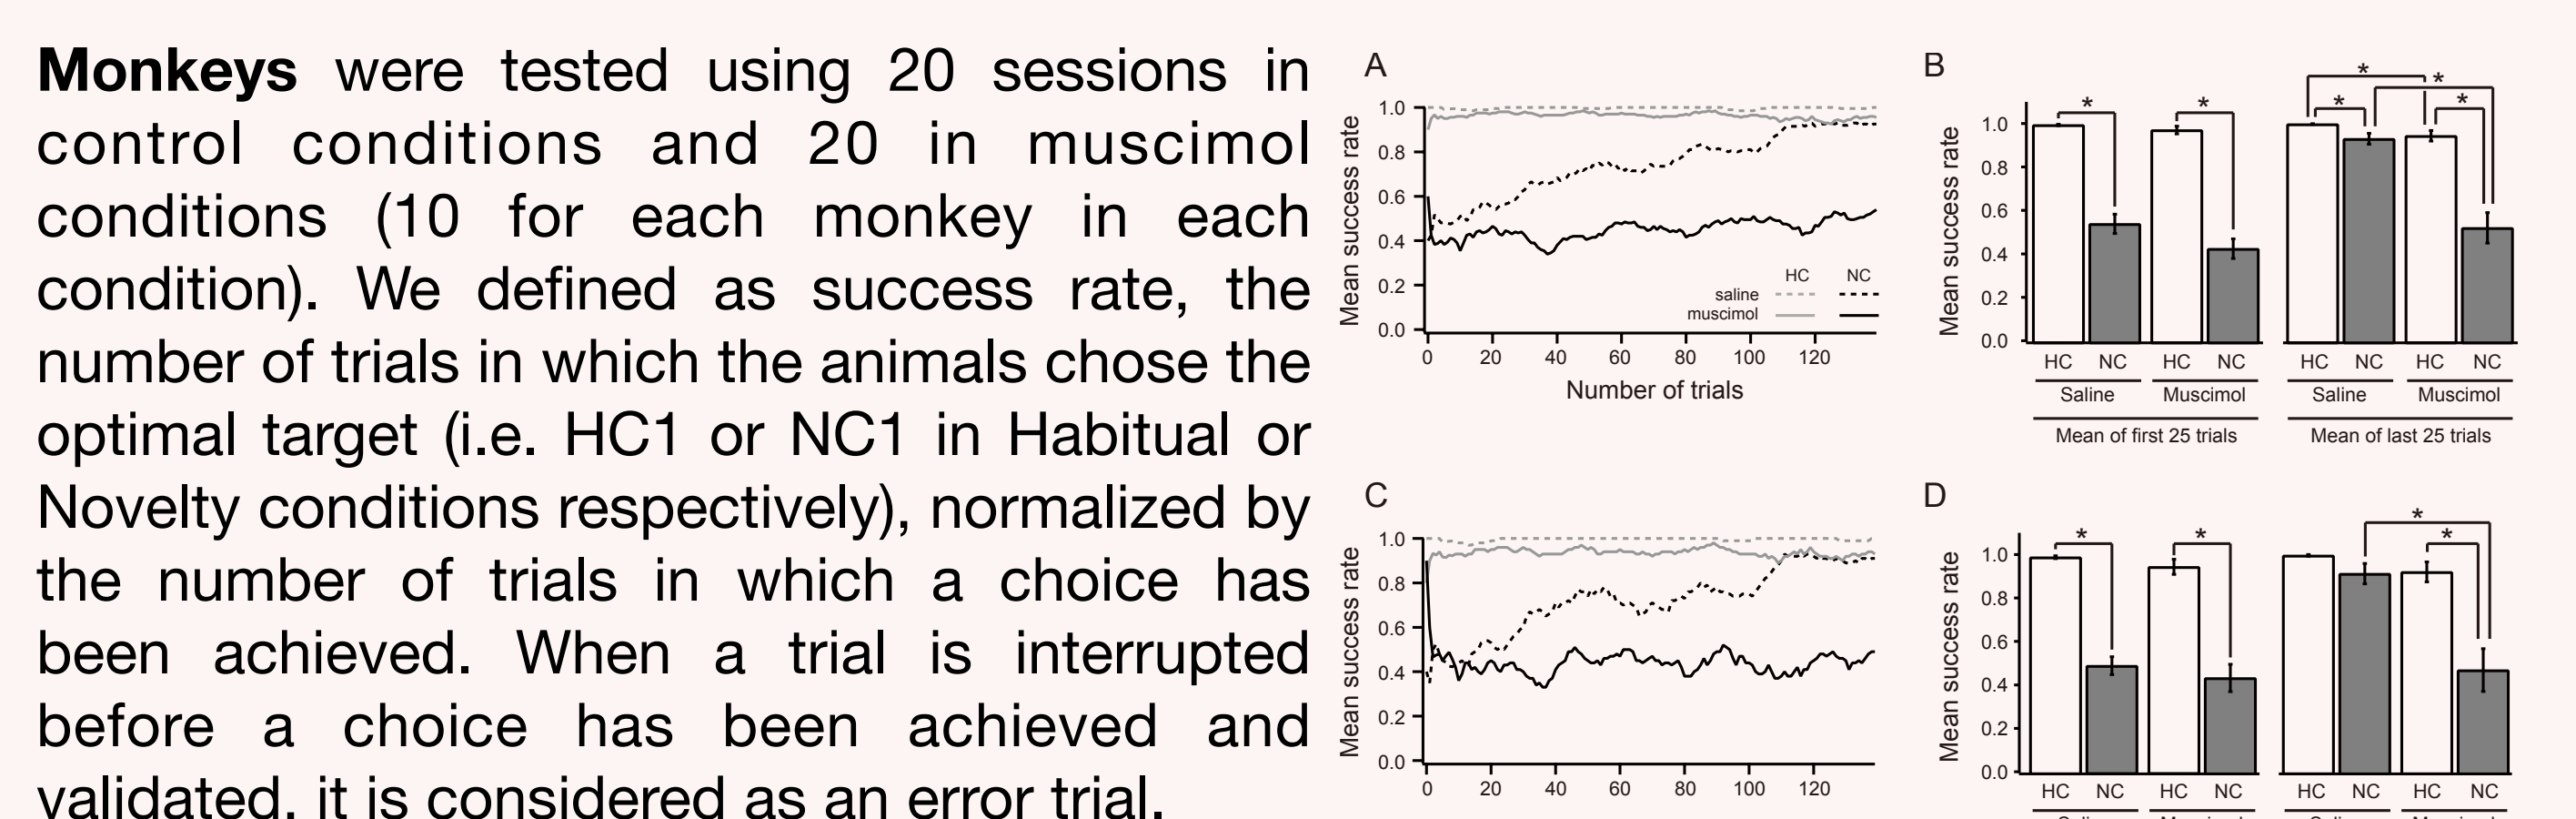 Monkeys were tested using 20 sessions in
control conditions and 20 in muscimol
conditions (10 for each monkey in each
condition). We defined as success rate, the
number of trials in which the animals chose the
optimal target (i.e. HC1 or NC1 in Habitual or
Novelty conditions respectively), normalized by
the number of trials in which a choice has
been achieved. When a trial is interrupted
before a choice has been achieved and
validated, it is considered as an error trial.
A
Mean success rate
1.0
0.8
0.6
0.4
0.2
0.0
0 20 40 60 80 100 120
Number of trials
HC NC
saline
muscimol
B
Mean success rate
1.0
0.8
0.6
0.4
0.2
0.0
* * * * * *
HC NC HC NC HC NC HC NC
Saline Muscimol Saline Muscimol
Mean of first 25 trials Mean of last 25 trials
C
Mean success rate
1.0
0.8
0.6
0.4
0.2
0.0
0 20 40 60 80 100 120
D
Mean success rate
1.0
0.8
0.6
0.4
0.2
0.0
* * * *
HC NC HC NC HC NC HC NC